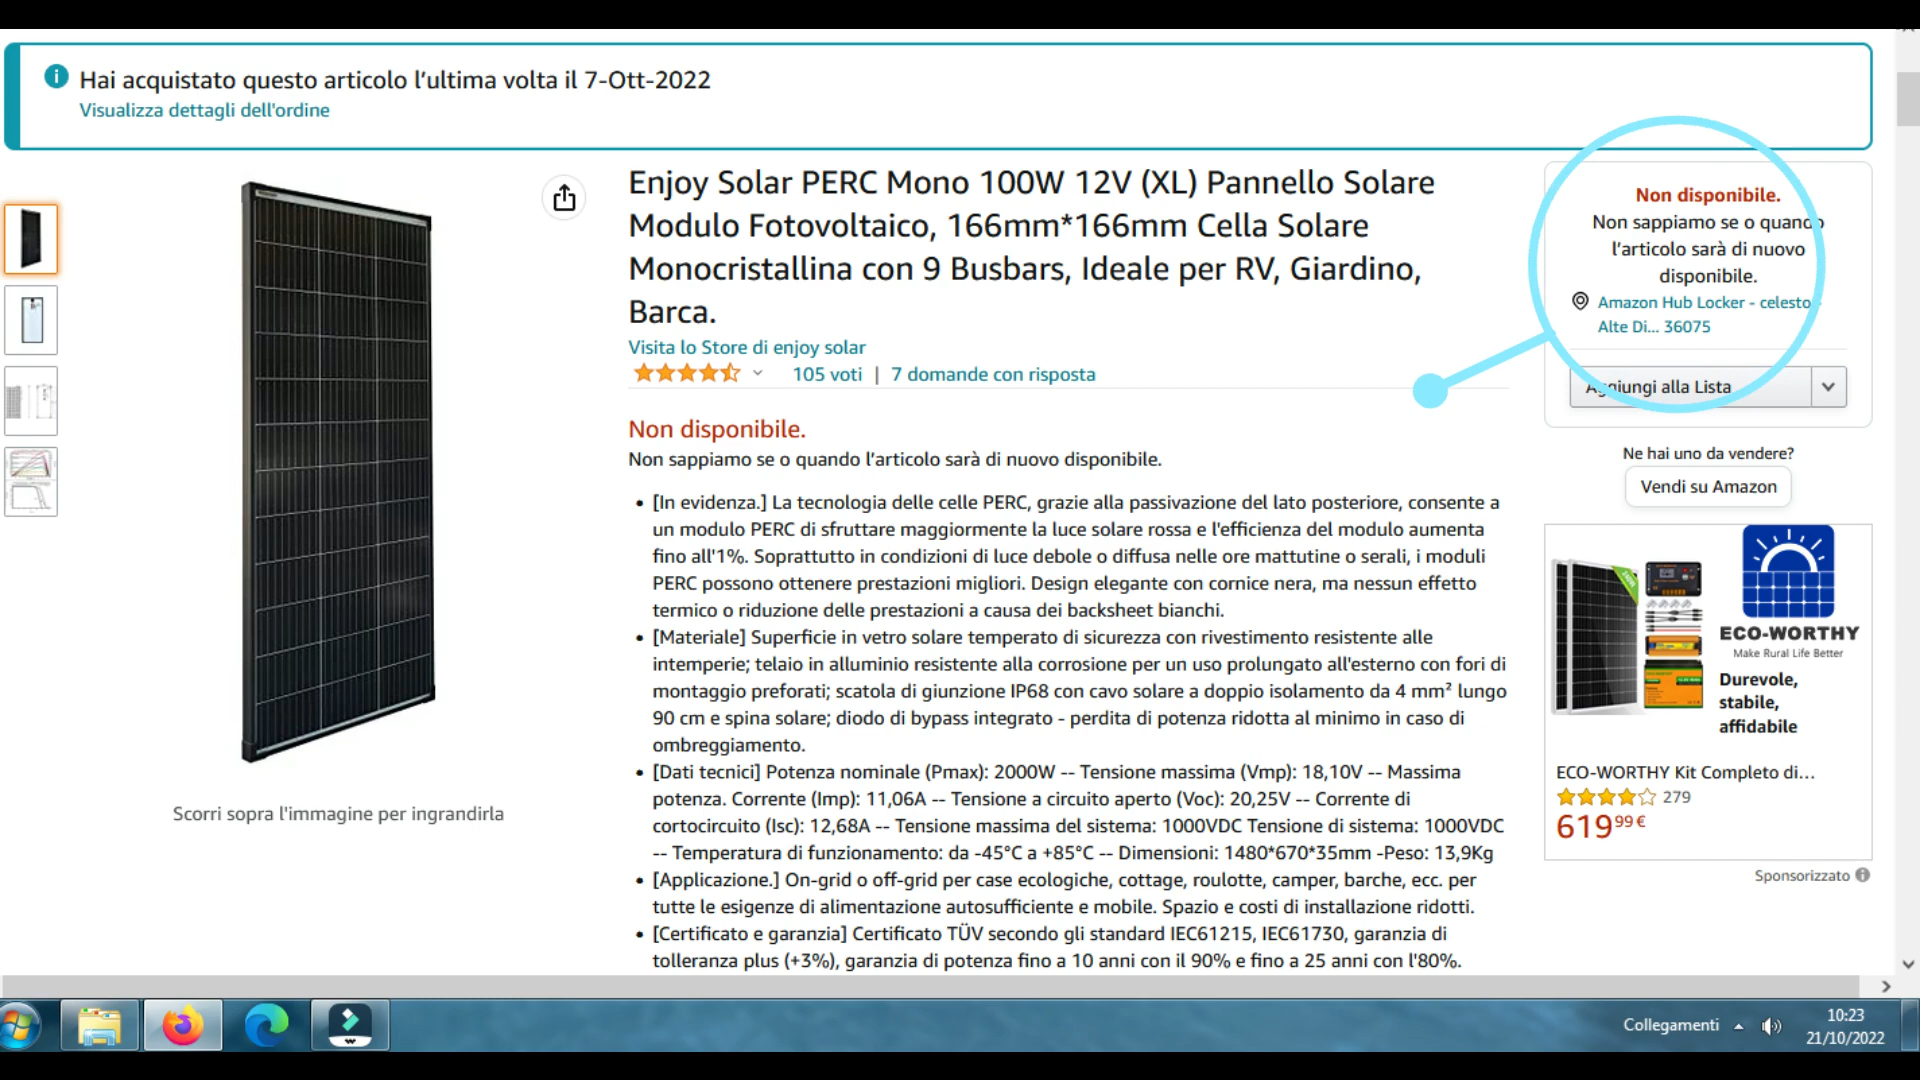 Hai acquistato questo articolo l’ultima volta il 7-Ott-2022
Visualizza dettagli dell'ordine
Enjoy Solar PERC Mono 100W 12V (XL) Pannello Solare
Modulo Fotovoltaico, 166mm*166mm Cella Solare
Monocristallina con 9 Busbars, Ideale per RV, Giardino,
Barca.
Visita lo Store di enjoy solar
105 voti | 7 domande con risposta
Non disponibile.
Non sappiamo se o quando l’articolo sarà di nuovo disponibile.
• [In evidenza.] La tecnologia delle celle PERC, grazie alla passivazione del lato posteriore, consente a
un modulo PERC di sfruttare maggiormente la luce solare rossa e l'efficienza del modulo aumenta
fino all'1%. Soprattutto in condizioni di luce debole o diffusa nelle ore mattutine o serali, i moduli
PERC possono ottenere prestazioni migliori. Design elegante con cornice nera, ma nessun effetto
termico o riduzione delle prestazioni a causa dei backsheet bianchi.
• [Materiale] Superficie in vetro solare temperato di sicurezza con rivestimento resistente alle
intemperie; telaio in alluminio resistente alla corrosione per un uso prolungato all'esterno con fori di
montaggio preforati; scatola di giunzione IP68 con cavo solare a doppio isolamento da 4 mm² lungo
90 cm e spina solare; diodo di bypass integrato - perdita di potenza ridotta al minimo in caso di
ombreggiamento.
• [Dati tecnici] Potenza nominale (Pmax): 2000W -- Tensione massima (Vmp): 18,10V -- Massima
potenza. Corrente (Imp): 11,06A -- Tensione a circuito aperto (Voc): 20,25V -- Corrente di
cortocircuito (Isc): 12,68A -- Tensione massima del sistema: 1000VDC Tensione di sistema: 1000VDC
-- Temperatura di funzionamento: da -45°C a +85°C -- Dimensioni: 1480*670*35mm -Peso: 13,9Kg
• [Applicazione.] On-grid o off-grid per case ecologiche, cottage, roulotte, camper, barche, ecc. per
tutte le esigenze di alimentazione autosufficiente e mobile. Spazio e costi di installazione ridotti.
• [Certificato e garanzia] Certificato TÜV secondo gli standard IEC61215, IEC61730, garanzia di
tolleranza plus (+3%), garanzia di potenza fino a 10 anni con il 90% e fino a 25 anni con l'80%.
Scorri sopra l'immagine per ingrandirla
Non disponibile.
Non sappiamo se o quando
l’articolo sarà di nuovo
disponibile.
Amazon Hub Locker - celesto -
Alte Di... 36075
Aggiungi alla Lista
Ne hai uno da vendere?
Vendi su Amazon
ECO-WORTHY
Make Rural Life Better
Durevole,
stabile,
affidabile
ECO-WORTHY Kit Completo di...
279
619 99 €
Sponsorizzato
Collegamenti
10:23
21/10/2022